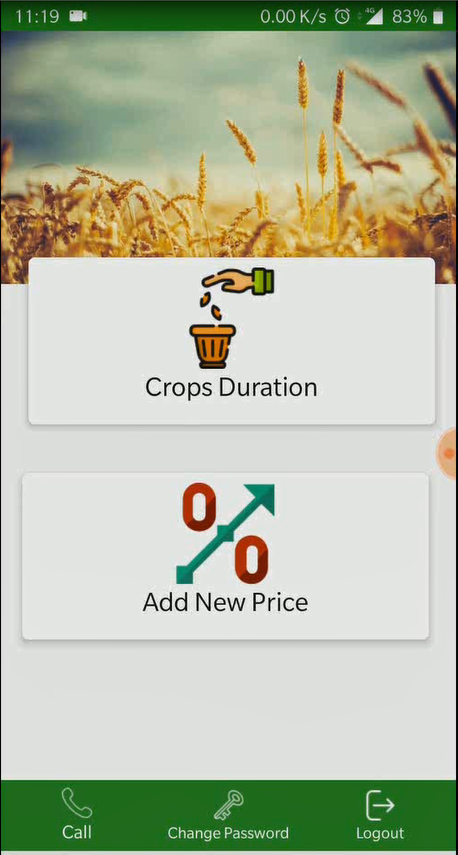 11:19 0.00 K/s 4G 83%
Crops Duration
Add New Price
Call Change Password Logout